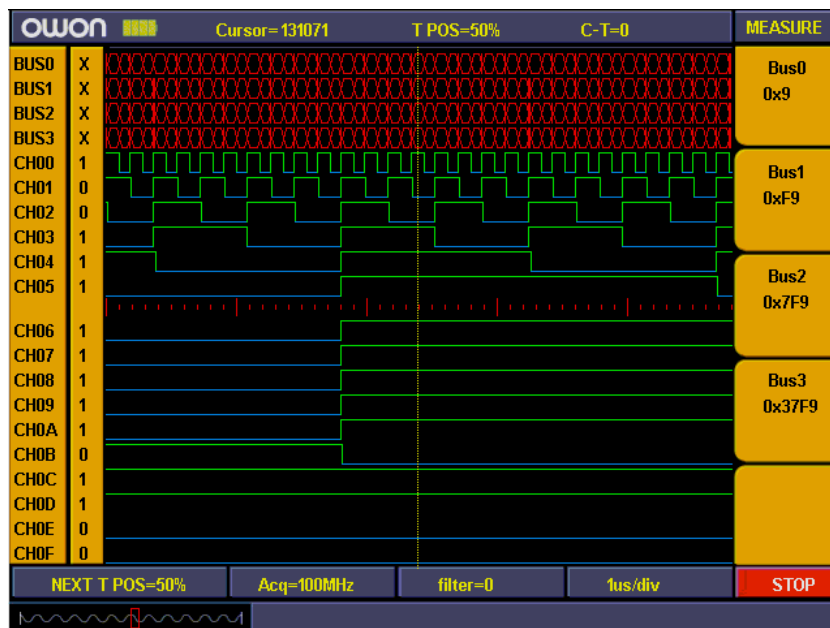 owon Cursor=131071 T POS=50% C-T=0 MEASURE
BUS0 X
BUS1 X
BUS2 X
BUS3 X
CH00 1
CH01 0
CH02 0
CH03 1
CH04 1
CH05 1
CH06 1
CH07 1
CH08 1
CH09 1
CH0A 1
CH0B 0
CH0C 1
CH0D 1
CH0E 0
CH0F 0
Bus0
0x9
Bus1
0xF9
Bus2
0x7F9
Bus3
0x37F9
NEXT T POS=50% Acq=100MHz filter=0 1us/div STOP